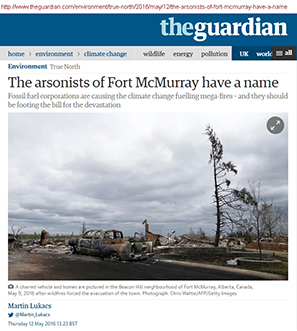 http://www.theguardian.com/environment/true-north/2016/may/12/the-arsonists-of-fort-mcmurray-have-a-name
theguardian
home › environment › climate change wildlife energy pollution UK world all
Environment True North
The arsonists of Fort McMurray have a name
Fossil fuel corporations are causing the climate change fuelling mega-fires – and they should
be footing the bill for the devastation
A charred vehicle and homes are pictured in the Beacon Hill neighbourhood of Fort McMurray, Alberta, Canada,
May 9, 2016 after wildfires forced the evacuation of the town. Photograph: Chris Wattie/AFP/Getty Images
Martin Lukacs
@Martin_Lukacs
Thursday 12 May 2016 13.23 BST